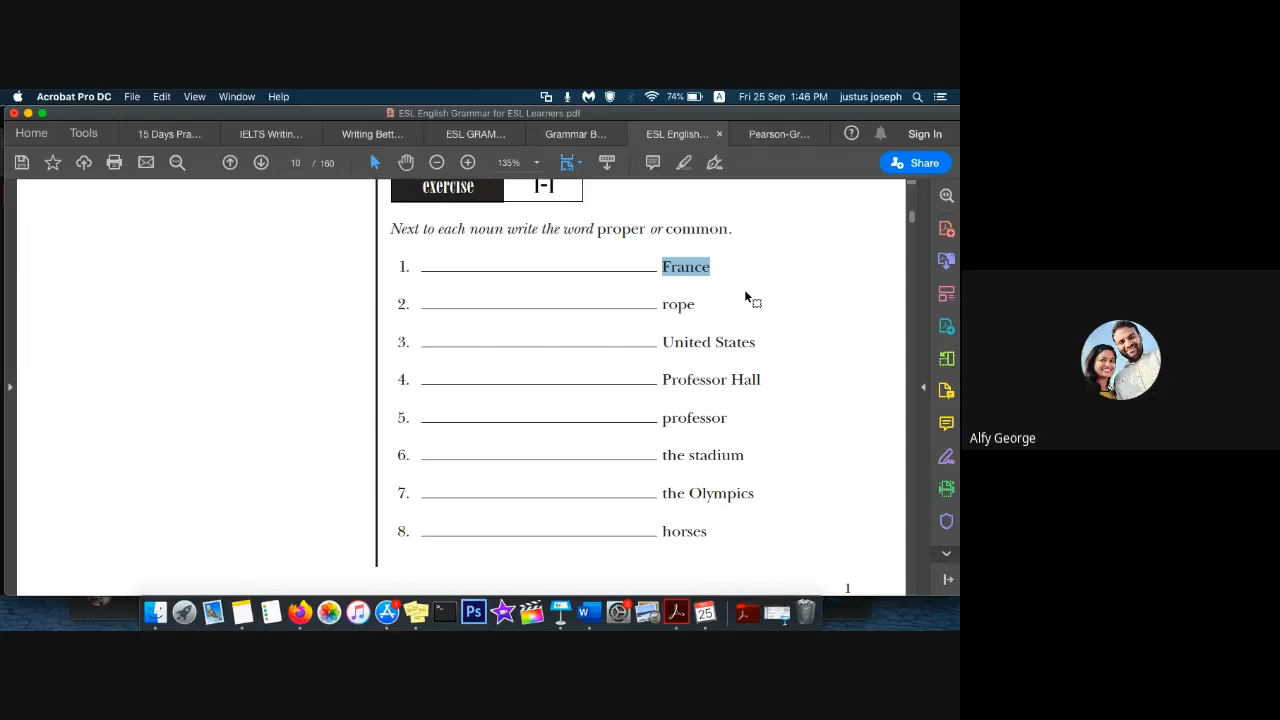 Acrobat Pro DC File Edit View Window Help 74% A Fri 25 Sep 1:46 PM justus joseph
ESL English Grammar for ESL Learners.pdf
Home Tools 15 Days Pra... IELTS Writin... Writing Bett... ESL GRAM... Grammar B... ESL English... × Pearson-Gr... Sign In
10 / 160 135% Share
exercise 1-1
Next to each noun write the word proper or common.
1. France
2. rope
3. United States
4. Professor Hall
5. professor
6. the stadium
7. the Olympics
8. horses
1
Alfy George
Ps W 25